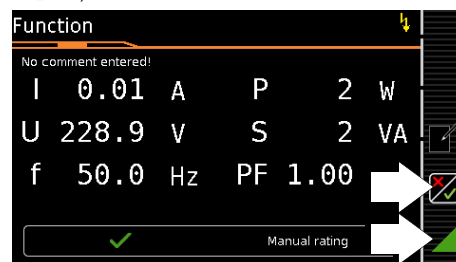 Function
No comment entered!
I 0.01 A P 2 W
U 228.9 V S 2 VA
f 50.0 Hz PF 1.00
Manual rating